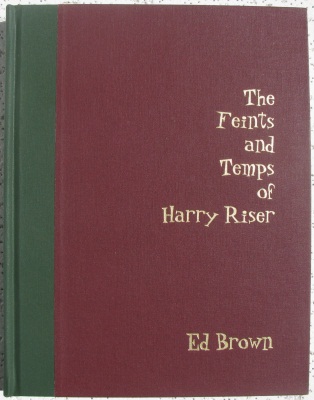 The
Feints
and
Temps
of
Harry Riser
Ed Brown